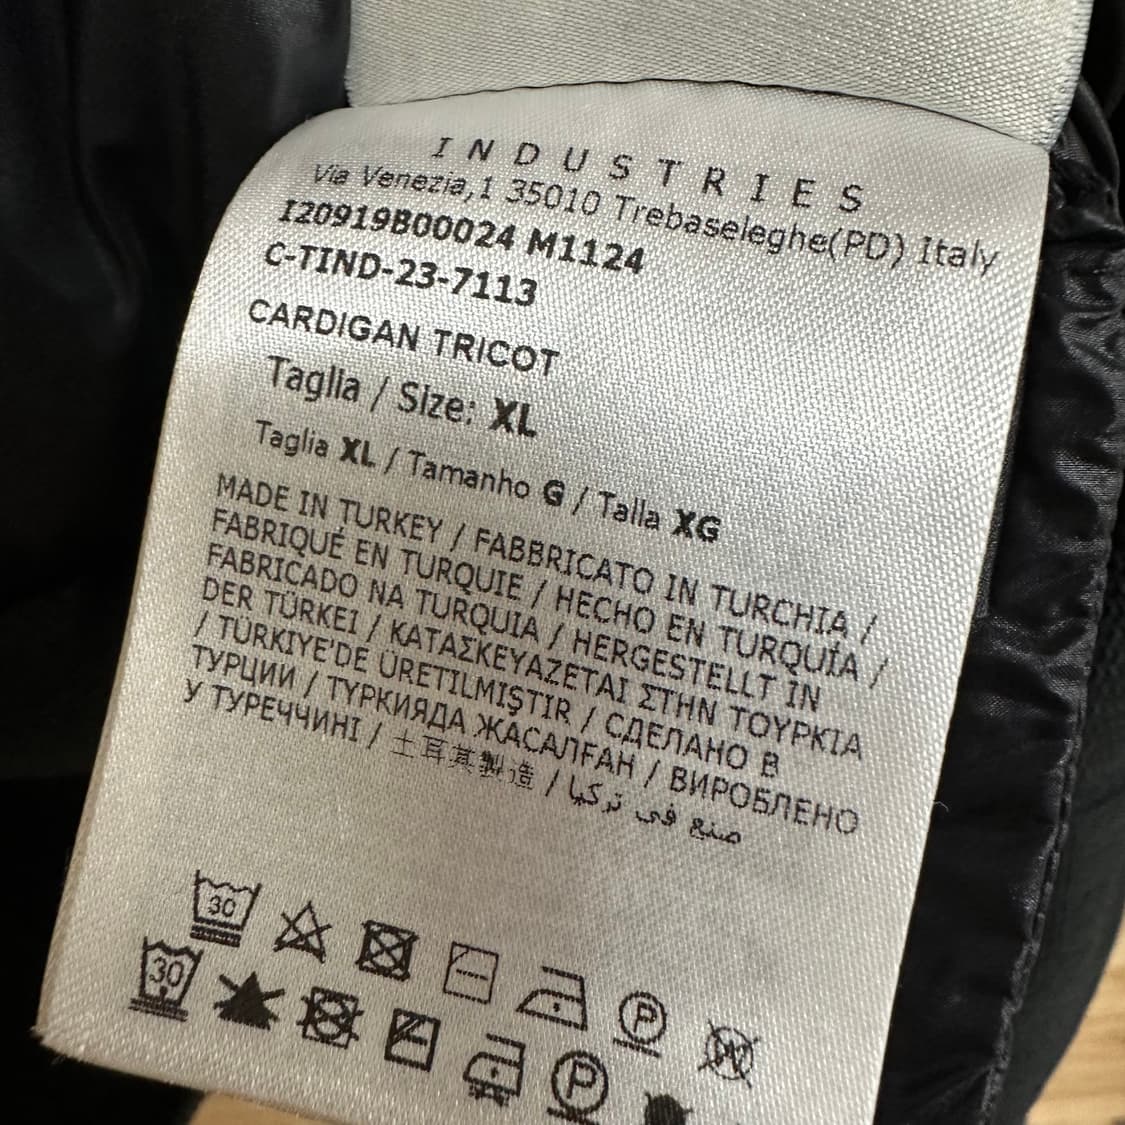 INDUSTRIES
Via Venezia,1 35010 Trebaseleghe(PD) Italy
I20919B00024 M1124
C-TIND-23-7113
CARDIGAN TRICOT
Taglia / Size: XL
Taglia XL / Tamanho G / Talla XG
MADE IN TURKEY / FABBRICATO IN TURCHIA /
FABRIQUÉ EN TURQUIE / HECHO EN TURQUÍA /
FABRICADO NA TURQUIA / HERGESTELLT IN
DER TÜRKEI / ΚΑΤΑΣΚΕΥΑΖΕΤΑΙ ΣΤΗΝ ΤΟΥΡΚΙΑ
/ TÜRKIYE'DE ÜRETILMIŞTIR / СДЕЛАНО В
ТУРЦИИ / ТҮРКИЯДА ЖАСАЛҒАН / ВИРОБЛЕНО
У ТУРЕЧЧИНІ / 土耳其製造 / صنع في تركيا
30 P W
30 P